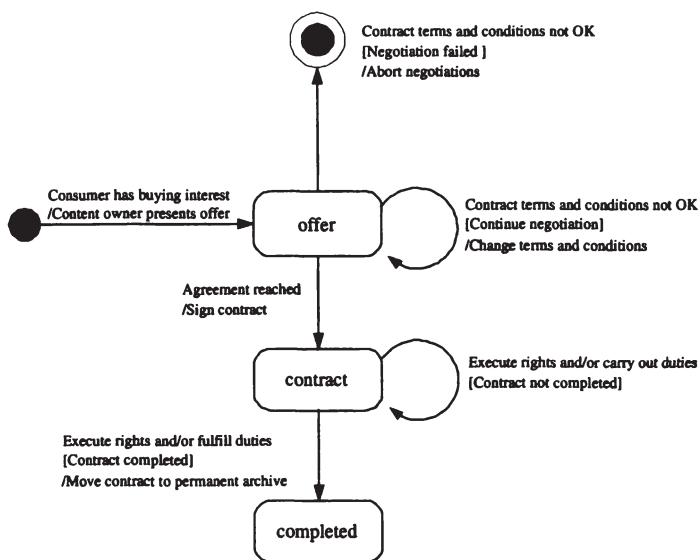 Contract terms and conditions not OK
[Negotiation failed ]
/Abort negotiations
Consumer has buying interest
/Content owner presents offer
offer
Contract terms and conditions not OK
[Continue negotiation]
/Change terms and conditions
Agreement reached
/Sign contract
contract
Execute rights and/or carry out duties
[Contract not completed]
Execute rights and/or fulfill duties
[Contract completed]
/Move contract to permanent archive
completed